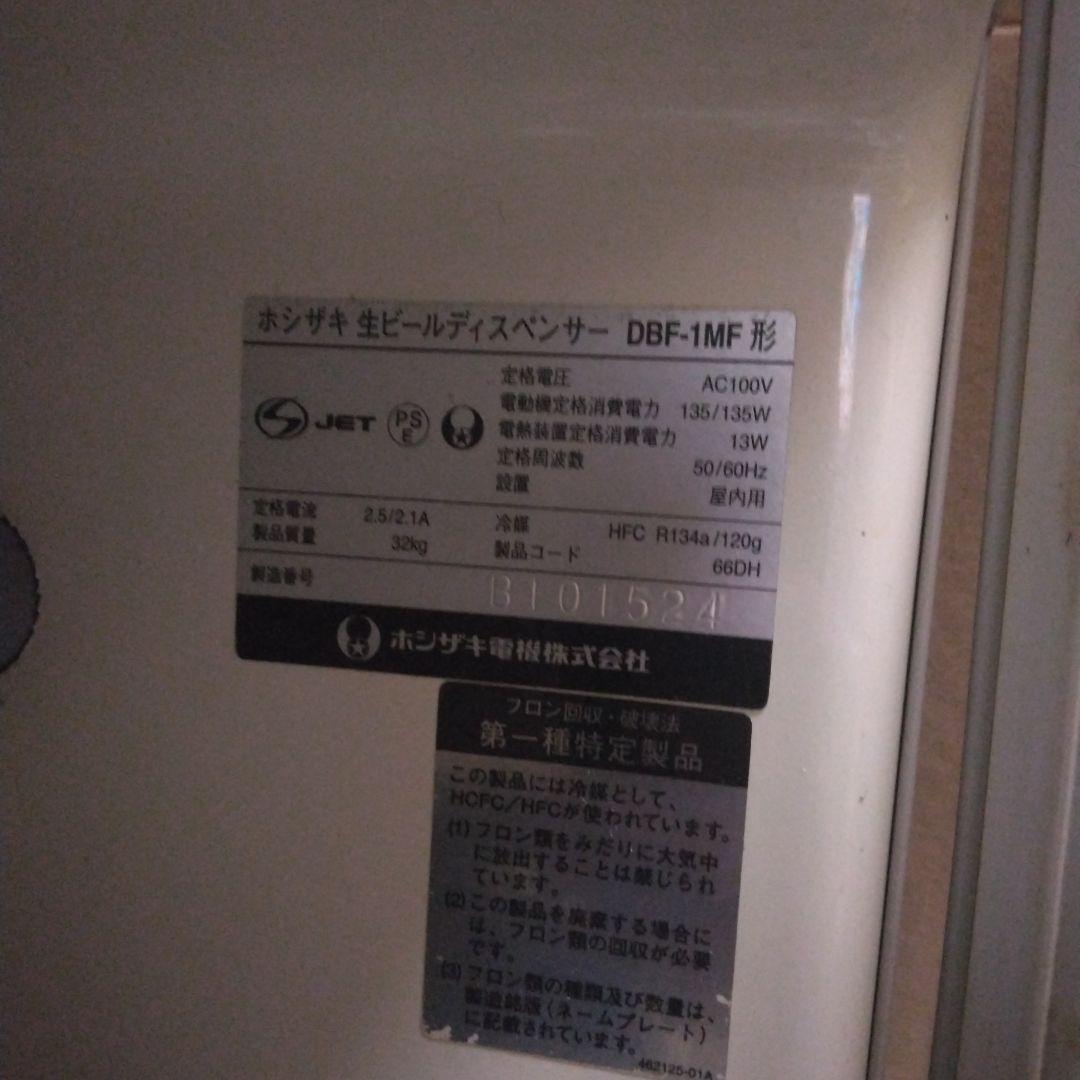 ホシザキ 生ビールディスペンサー DBF-1MF 形
JET PS E
定格電圧 AC100V
電動機定格消費電力 135/135W
電熱装置定格消費電力 13W
定格周波数 50/60Hz
設置 屋内用
定格電流 2.5/2.1A
製品質量 32kg
冷媒 HFC R134a/120g
製品コード 66DH
製造番号 B101524
ホシザキ電機株式会社
フロン回収・破壊法
第一種特定製品
この製品には冷媒として、
HCFC/HFCが使われています。
(1)フロン類をみだりに大気中
に放出することは禁じられ
ています。
(2)この製品を廃棄する場合に
は、フロン類の回収が必要
です。
(3)フロン類の種類及び数量は、
製造銘版(ネームプレート)
に記載されています。
462125-01A